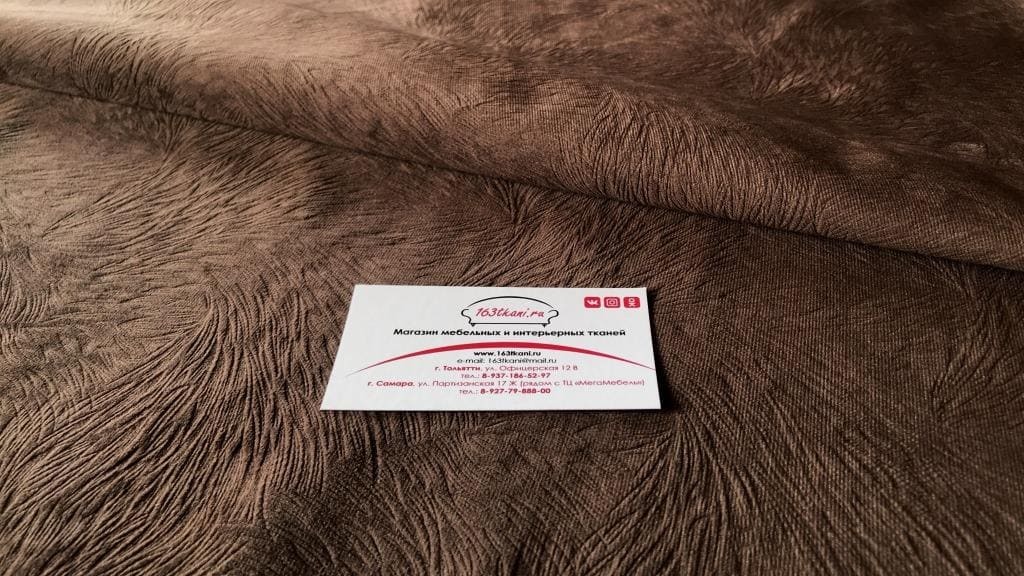 163tkani.ru
Магазин мебельных и интерьерных тканей
www.163tkani.ru
e-mail: 163tkani@mail.ru
г. Тольятти, ул. Офицерская 12 В
тел.: 8-937-186-52-97
г. Самара, ул. Партизанская 17 Ж (рядом с ТЦ «МегаМебель»)
тел.: 8-927-79-888-00